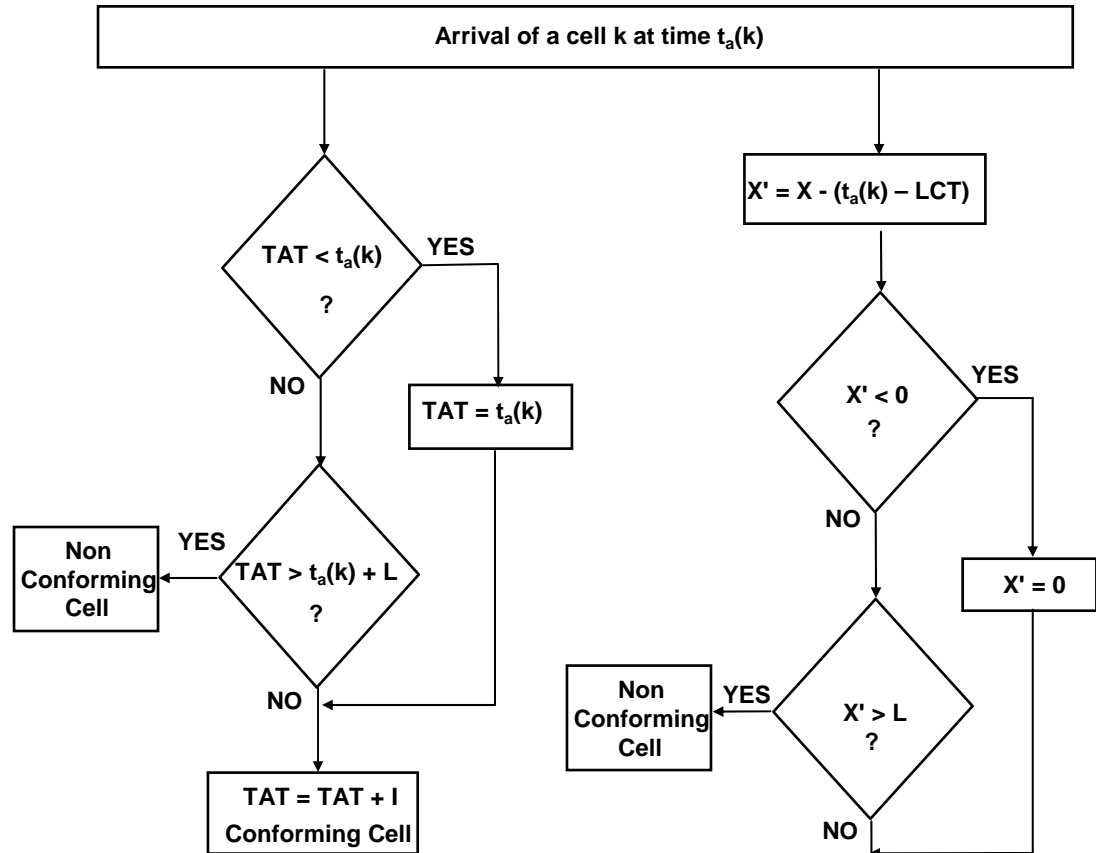 Arrival of a cell k at time tₐ(k)
TAT < tₐ(k)
?
YES
NO
TAT = tₐ(k)
TAT > tₐ(k) + L
?
YES
Non
Conforming
Cell
NO
TAT = TAT + I
Conforming Cell
X' = X - (tₐ(k) – LCT)
X' < 0
?
YES
NO
X' = 0
X' > L
?
YES
Non
Conforming
Cell
NO